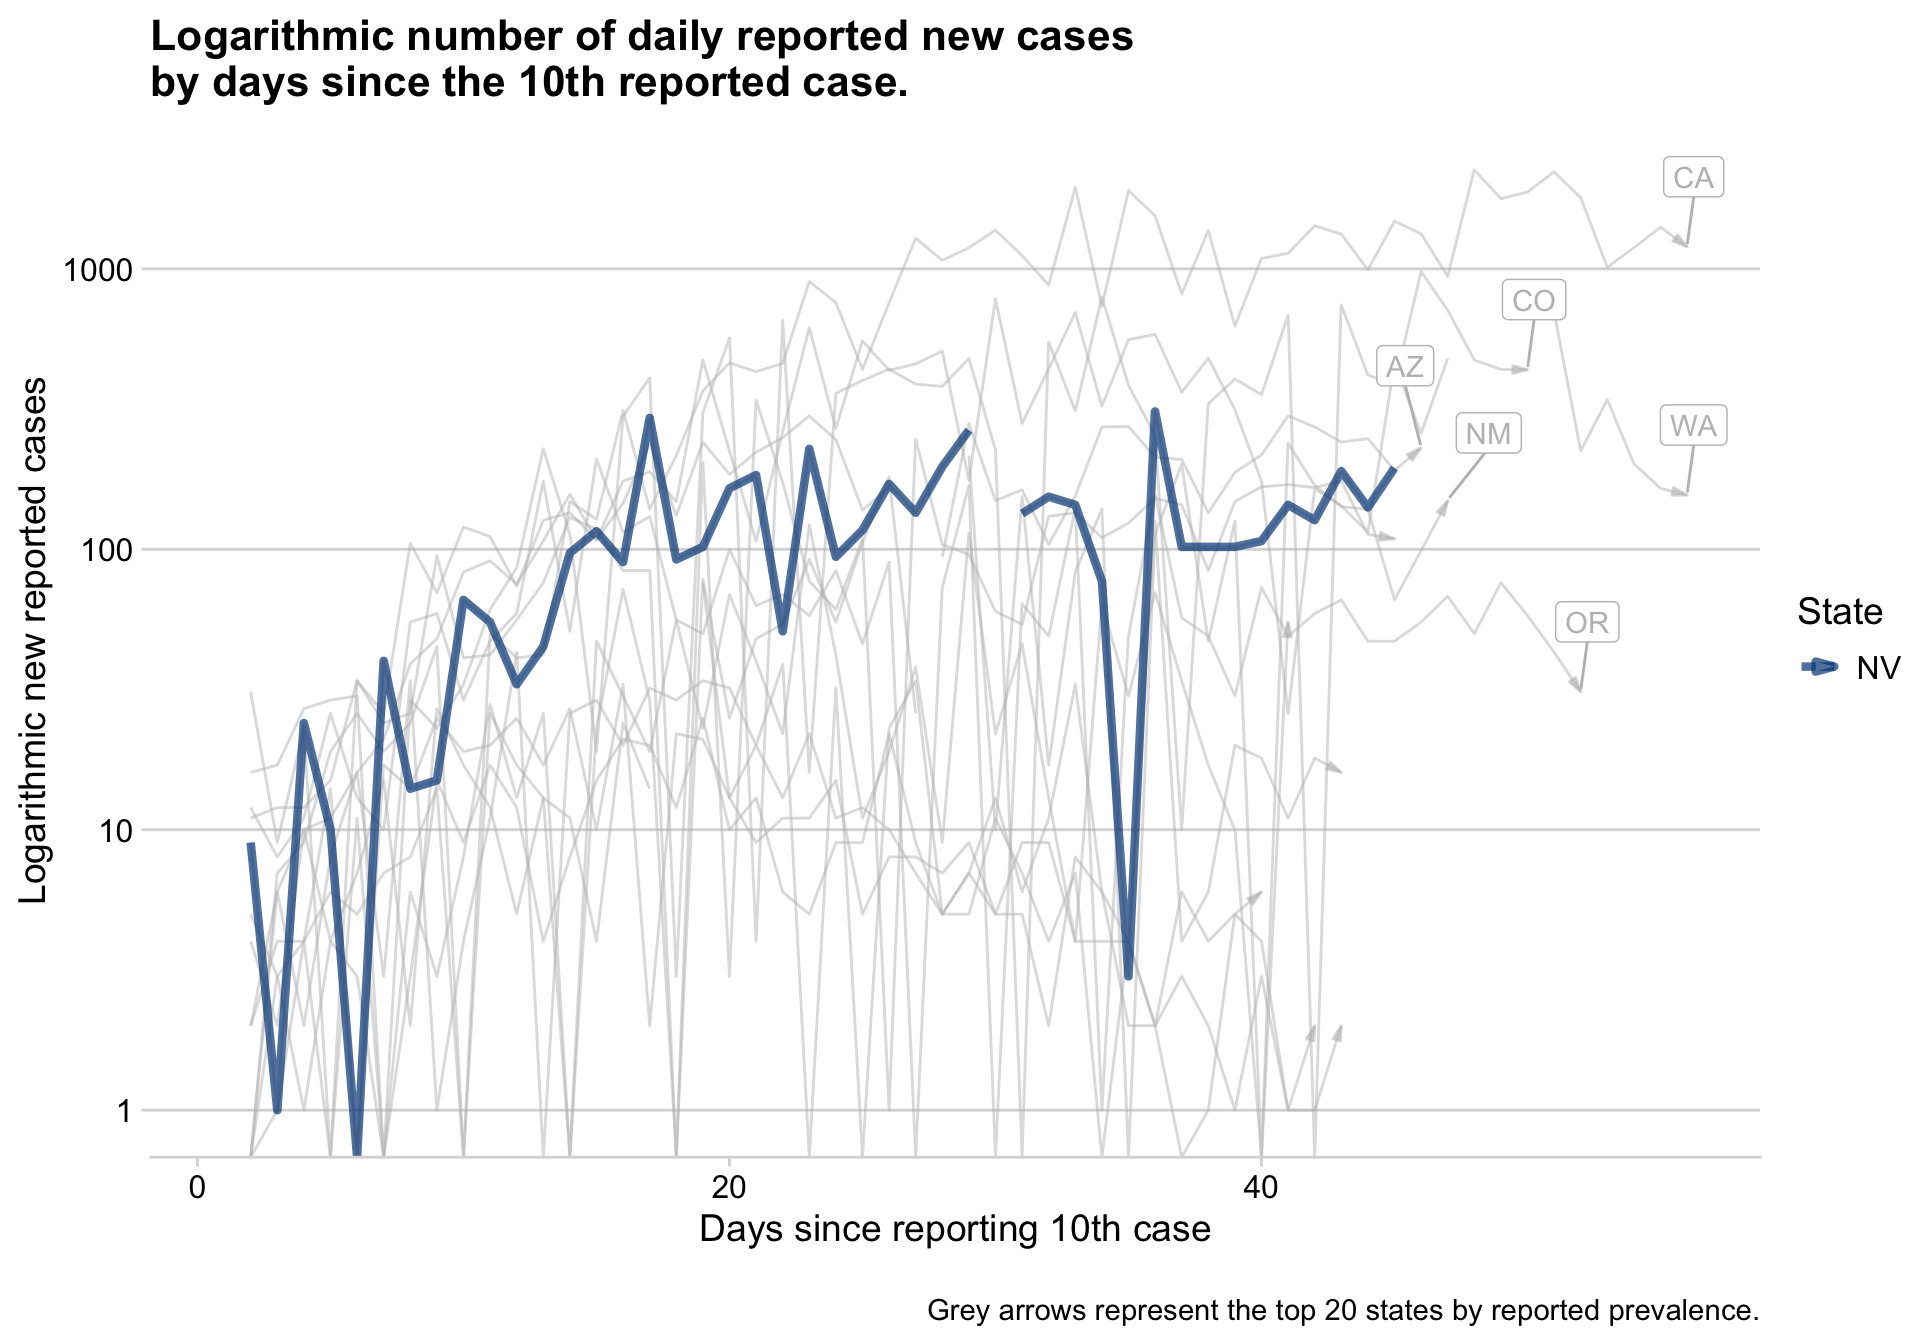 Logarithmic number of daily reported new cases
by days since the 10th reported case.
Logarithmic new reported cases
1000
100
10
1
CA
CO
AZ
NM
WA
OR
State
NV
0
20
40
Days since reporting 10th case
Grey arrows represent the top 20 states by reported prevalence.